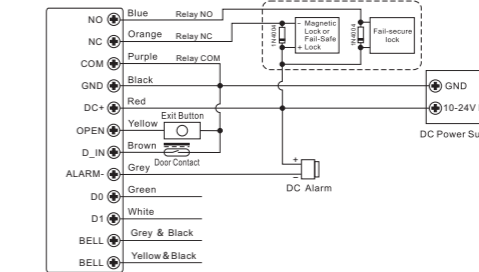 NO Blue Relay NO
NC Orange Relay NC
COM Purple Relay COM
GND Black
DC+ Red
OPEN Yellow Exit Button
D_IN Brown Door Contact
ALARM- Grey
D0 Green
D1 White
BELL Grey & Black
BELL Yellow & Black
1N4004
- Magnetic
Lock or
Fail-Safe
+ Lock
1N4004
Fail-secure
lock
GND
10-24V
DC Power Su
+
-
DC Alarm